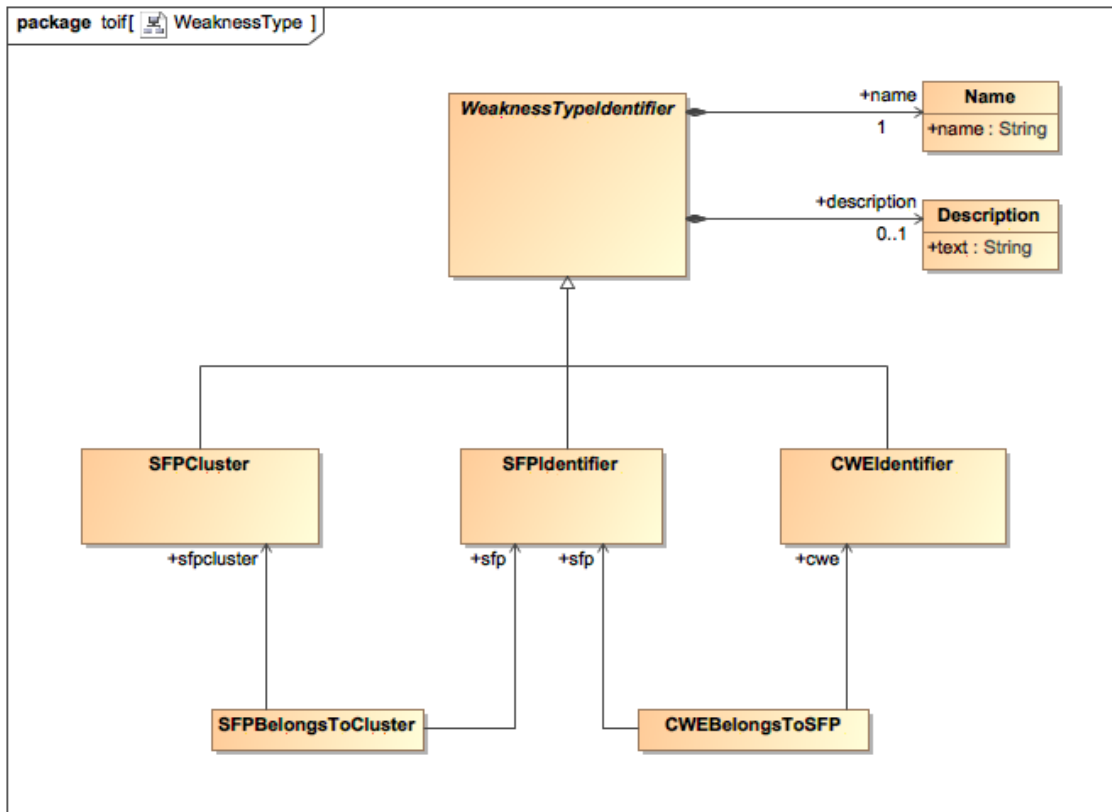 package toif[ WeaknessType ]
WeaknessTypeIdentifier
+name
1
Name
+name : String
+description
0..1
Description
+text : String
SFPCluster
SFPIdentifier
CWEIdentifier
+sfpcluster
+sfp
+sfp
+cwe
SFPBelongsToCluster
CWEBelongsToSFP